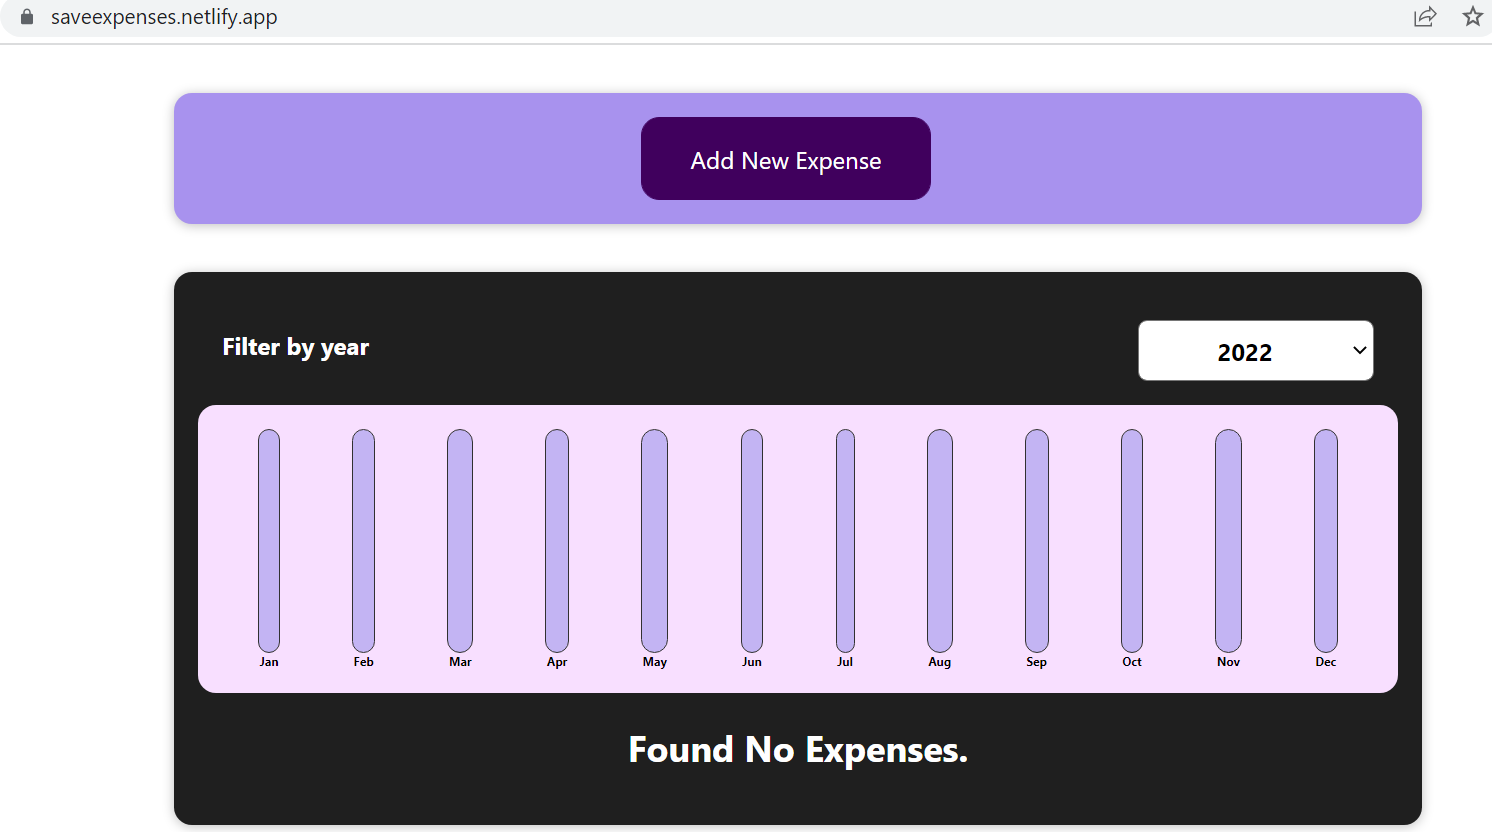 saveexpenses.netlify.app
Add New Expense
Filter by year
2022
Jan Feb Mar Apr May Jun Jul Aug Sep Oct Nov Dec
Found No Expenses.